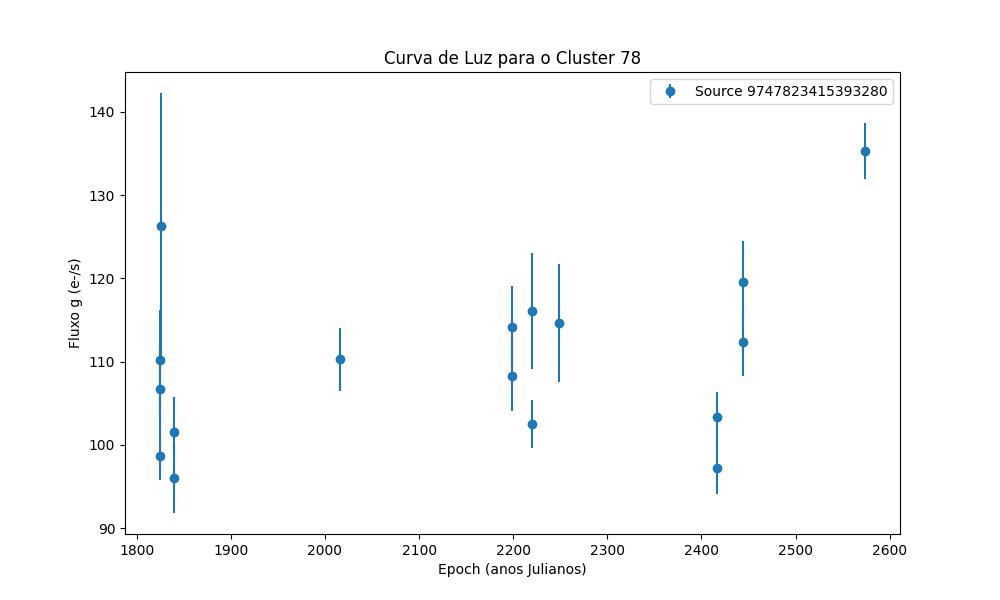 Curva de Luz para o Cluster 78
Source 9747823415393280
Fluxo g (e-/s)
140
130
120
110
100
90
1800 1900 2000 2100 2200 2300 2400 2500 2600
Epoch (anos Julianos)